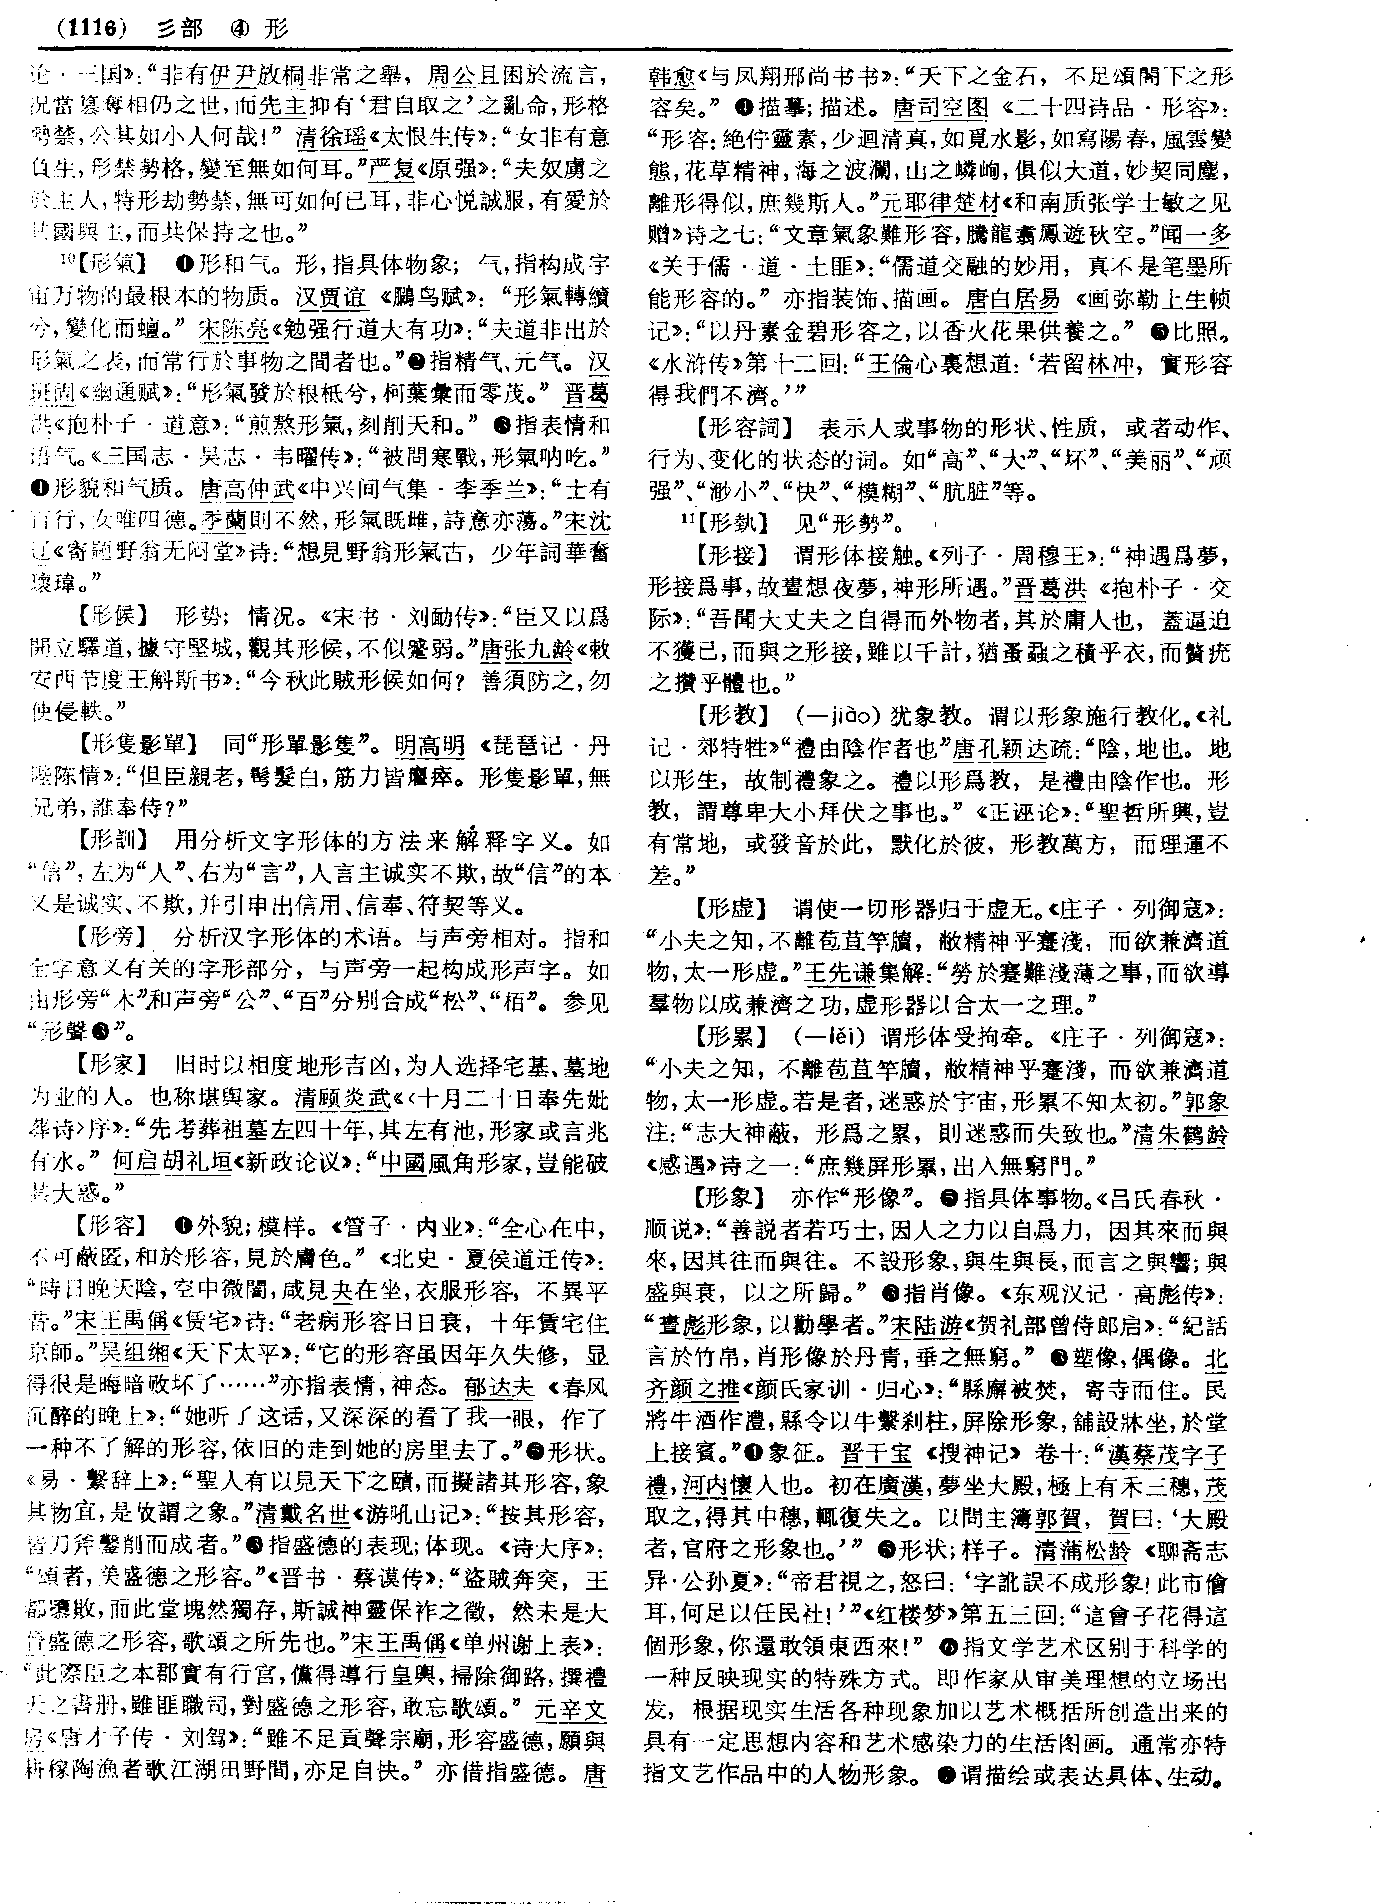 (1116) 彡部 ④ 形
论·三国》：“非有伊尹放桐非常之舉，周公且困於流言，
況當篡奪相仍之世，而先主抑有‘君自取之’之亂命，形格
勢禁，公其如小人何哉！”清徐瑶《太恨生传》：“女非有意
負生，形禁勢格，變至無如何耳。”严复《原强》：“夫奴虜之
於主人，特形劫勢禁，無可如何已耳，非心悦誠服，有愛於
其國與主，而共保持之也。”
¹⁰【形氣】 ❶形和气。形，指具体物象；气，指构成宇
宙万物的最根本的物质。汉贾谊《鵩鸟赋》：“形氣轉續
兮，變化而蟺。”宋陈亮《勉强行道大有功》：“夫道非出於
形氣之表，而常行於事物之間者也。”❷指精气、元气。汉
班固《幽通赋》：“形氣發於根柢兮，柯葉彙而零茂。”晋葛
洪《抱朴子·道意》：“煎熬形氣，刻削天和。”❸指表情和
语气。《三国志·吴志·韦曜传》：“被問寒戰，形氣呐吃。”
❹形貌和气质。唐高仲武《中兴间气集·李季兰》：“士有
百行，女唯四德。季蘭則不然，形氣既雌，詩意亦蕩。”宋沈
辽《寄题野翁无闷堂》诗：“想見野翁形氣古，少年詞華奮
瓌瑋。”
【形候】 形势；情况。《宋书·刘勔传》：“臣又以爲
開立驛道，據守堅城，觀其形侯，不似蹙弱。”唐张九龄《敕
安西节度王斛斯书》：“今秋此贼形候如何？善須防之，勿
使侵軼。”
【形隻影單】 同“形單影隻”。明高明《琵琶记·丹
陛陈情》：“但臣親老，鬢髮白，筋力皆癯瘁。形隻影單，無
兄弟，誰奉侍？”
【形訓】 用分析文字形体的方法来解释字义。如
“信”，左为“人”、右为“言”，人言主诚实不欺，故“信”的本
义是诚实、不欺，并引申出信用、信奉、符契等义。
【形旁】 分析汉字形体的术语。与声旁相对。指和
全字意义有关的字形部分，与声旁一起构成形声字。如
由形旁“木”和声旁“公”、“百”分别合成“松”、“栢”。参见
“形聲❸”。
【形家】 旧时以相度地形吉凶，为人选择宅基、墓地
为业的人。也称堪舆家。清顾炎武《〈十月二十日奉先妣
葬诗〉序》：“先考葬祖墓左四十年，其左有池，形家或言兆
有水。”何启胡礼垣《新政论议》：“中國風角形家，豈能破
其大惑。”
【形容】 ❶外貌；模样。《管子·内业》：“全心在中，
不可蔽匿，和於形容，見於膚色。”《北史·夏侯道迁传》：
“時日晚天陰，空中微闇，咸見夬在坐，衣服形容，不異平
昔。”宋王禹偁《赁宅》诗：“老病形容日日衰，十年賃宅住
京師。”吴组缃《天下太平》：“它的形容虽因年久失修，显
得很是晦暗败坏了……”亦指表情，神态。郁达夫《春风
沉醉的晚上》：“她听了这话，又深深的看了我一眼，作了
一种不了解的形容，依旧的走到她的房里去了。”❷形状。
《易·繫辞上》：“聖人有以見天下之賾，而擬諸其形容，象
其物宜，是故謂之象。”清戴名世《游吼山记》：“按其形容，
皆刀斧鑿削而成者。”❸指盛德的表现；体现。《诗大序》：
“頌者，美盛德之形容。”《晋书·蔡谟传》：“盜賊奔突，王
都隳敗，而此堂塊然獨存，斯誠神靈保祚之徵，然未是大
晉盛德之形容，歌頌之所先也。”宋王禹偁《单州谢上表》：
“此際臣之本郡實有行宫，儻得導行皇輿，掃除御路，撰禮
天之書册，雖匪職司，對盛德之形容，敢忘歌頌。”元辛文
房《唐才子传·刘驾》：“雖不足貢聲宗廟，形容盛德，願與
耕稼陶漁者歌江湖田野間，亦足自快。”亦借指盛德。唐
韩愈《与凤翔邢尚书书》：“天下之金石，不足頌閤下之形
容矣。”❹描摹；描述。唐司空图《二十四诗品·形容》：
“形容：絶佇靈素，少迴清真，如覓水影，如寫陽春，風雲變
態，花草精神，海之波瀾，山之嶙峋，俱似大道，妙契同塵，
離形得似，庶幾斯人。”元耶律楚材《和南质张学士敏之见
赠》诗之七：“文章氣象難形容，騰龍翥鳳遊秋空。”闻一多
《关于儒·道·土匪》：“儒道交融的妙用，真不是笔墨所
能形容的。”亦指装饰、描画。唐白居易《画弥勒上生帧
记》：“以丹素金碧形容之，以香火花果供養之。”❺比照。
《水浒传》第十二回：“王倫心裏想道：‘若留林冲，實形容
得我們不濟。’”
【形容詞】 表示人或事物的形状、性质，或者动作、
行为、变化的状态的词。如“高”、“大”、“坏”、“美丽”、“顽
强”、“渺小”、“快”、“模糊”、“肮脏”等。
¹¹【形執】 见“形勢”。
【形接】 谓形体接触。《列子·周穆王》：“神遇爲夢，
形接爲事，故晝想夜夢，神形所遇。”晋葛洪《抱朴子·交
际》：“吾聞大丈夫之自得而外物者，其於庸人也，蓋逼迫
不獲已，而與之形接，雖以千計，猶蚤蝨之積乎衣，而贅疣
之攢乎體也。”
【形教】 （一jiào）犹象教。谓以形象施行教化。《礼
记·郊特牲》“禮由陰作者也”唐孔颖达疏：“陰，地也。地
以形生，故制禮象之。禮以形爲教，是禮由陰作也。形
教，謂尊卑大小拜伏之事也。”《正诬论》：“聖哲所興，豈
有常地，或發音於此，默化於彼，形教萬方，而理運不
差。”
【形虚】 谓使一切形器归于虚无。《庄子·列御寇》：
“小夫之知，不離苞苴竿牘，敝精神乎蹇淺，而欲兼濟道
物，太一形虚。”王先谦集解：“勞於蹇難淺薄之事，而欲導
羣物以成兼濟之功，虚形器以合太一之理。”
【形累】 （一lěi）谓形体受拘牵。《庄子·列御寇》：
“小夫之知，不離苞苴竿牘，敝精神乎蹇淺，而欲兼濟道
物，太一形虚。若是者，迷惑於宇宙，形累不知太初。”郭象
注：“志大神蔽，形爲之累，則迷惑而失致也。”清朱鹤龄
《感遇》诗之一：“庶幾屏形累，出入無窮門。”
【形象】 亦作“形像”。❶指具体事物。《吕氏春秋·
顺说》：“善説者若巧士，因人之力以自爲力，因其來而與
來，因其往而與往。不設形象，與生與長，而言之與響；與
盛與衰，以之所歸。”❷指肖像。《东观汉记·高彪传》：
“畫彪形象，以勸學者。”宋陆游《贺礼部曾侍郎启》：“紀話
言於竹帛，肖形像於丹青，垂之無窮。”❸塑像，偶像。北
齐颜之推《颜氏家训·归心》：“縣廨被焚，寄寺而住。民
將牛酒作禮，縣令以牛繫刹柱，屏除形象，鋪設牀坐，於堂
上接賓。”❹象征。晋干宝《搜神记》卷十：“漢蔡茂字子
禮，河内懷人也。初在廣漢，夢坐大殿，極上有禾三穗，茂
取之，得其中穗，輒復失之。以問主簿郭賀，賀曰：‘大殿
者，官府之形象也。’”❺形状；样子。清蒲松龄《聊斋志
异·公孙夏》：“帝君視之，怒曰：‘字訛誤不成形象！此市儈
耳，何足以任民社！’”《红楼梦》第五三回：“這會子花得這
個形象，你還敢領東西來！”❻指文学艺术区别于科学的
一种反映现实的特殊方式。即作家从审美理想的立场出
发，根据现实生活各种现象加以艺术概括所创造出来的
具有一定思想内容和艺术感染力的生活图画。通常亦特
指文艺作品中的人物形象。❼谓描绘或表达具体、生动。